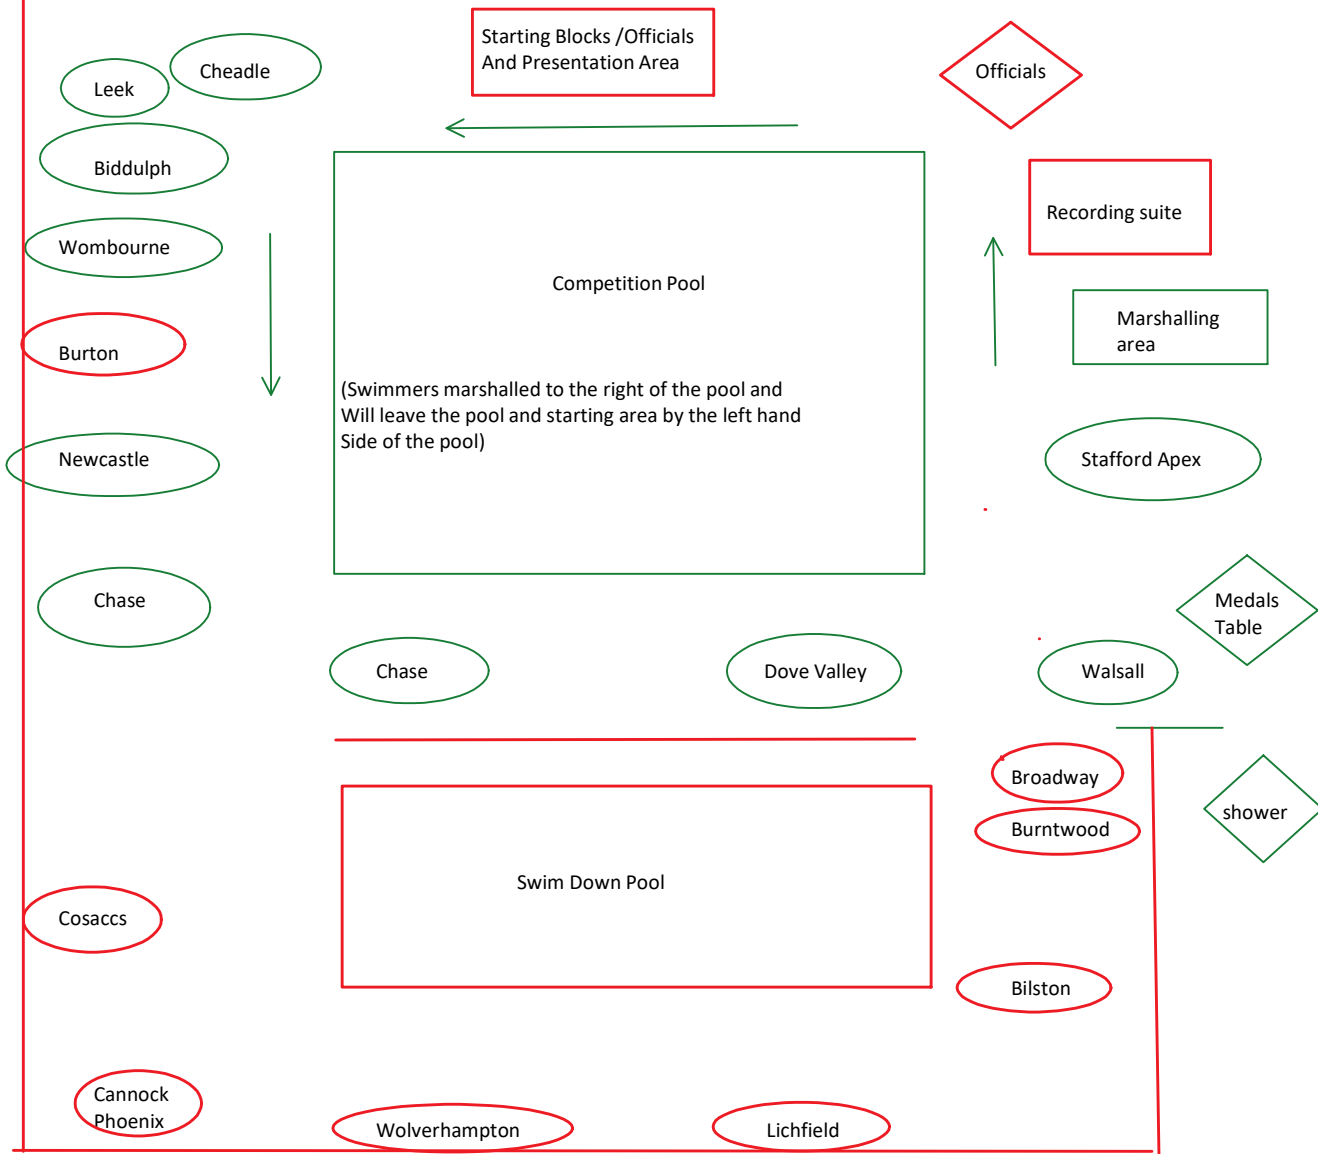 Starting Blocks /Officials
And Presentation Area
Officials
Cheadle
Leek
Biddulph
Recording suite
Wombourne
Competition Pool
Marshalling
area
Burton
(Swimmers marshalled to the right of the pool and
Will leave the pool and starting area by the left hand
Side of the pool)
Newcastle
Stafford Apex
Chase
Medals
Table
Chase
Dove Valley
Walsall
Broadway
Burntwood
shower
Swim Down Pool
Cosaccs
Bilston
Cannock
Phoenix
Wolverhampton
Lichfield